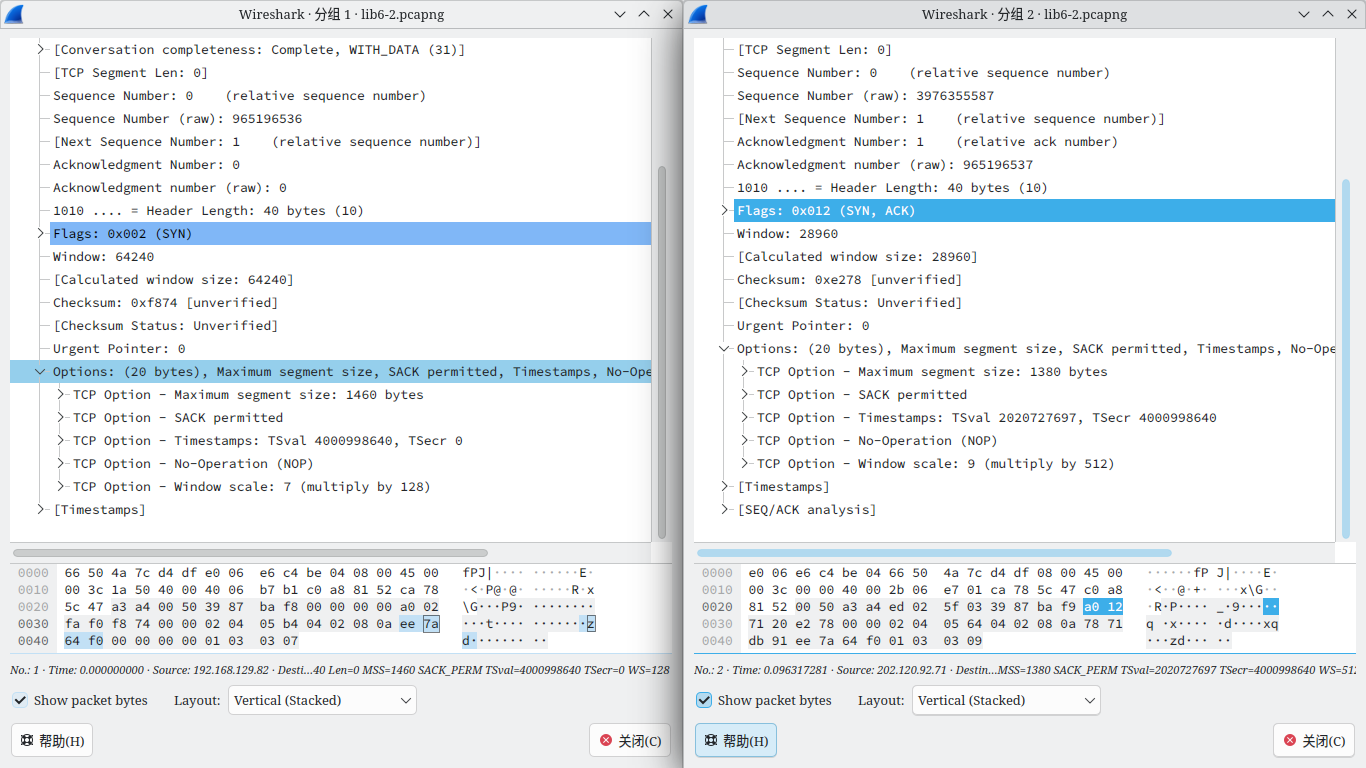 Wireshark · 分组 1 · lib6-2.pcapng
[Conversation completeness: Complete, WITH_DATA (31)]
[TCP Segment Len: 0]
Sequence Number: 0    (relative sequence number)
Sequence Number (raw): 965196536
[Next Sequence Number: 1    (relative sequence number)]
Acknowledgment Number: 0
Acknowledgment number (raw): 0
1010 .... = Header Length: 40 bytes (10)
Flags: 0x002 (SYN)
Window: 64240
[Calculated window size: 64240]
Checksum: 0xf874 [unverified]
[Checksum Status: Unverified]
Urgent Pointer: 0
Options: (20 bytes), Maximum segment size, SACK permitted, Timestamps, No-Ope
TCP Option - Maximum segment size: 1460 bytes
TCP Option - SACK permitted
TCP Option - Timestamps: TSval 4000998640, TSecr 0
TCP Option - No-Operation (NOP)
TCP Option - Window scale: 7 (multiply by 128)
[Timestamps]
0000  66 50 4a 7c d4 df e0 06  e6 c4 be 04 08 00 45 00  fPJ|···· ······E·
0010  00 3c 1a 50 40 00 40 06  b7 b1 c0 a8 81 52 ca 78  ·<·P@·@· ·····R·x
0020  5c 47 a3 a4 00 50 39 87  ba f8 00 00 00 00 a0 02  \G···P9· ········
0030  fa f0 f8 74 00 00 02 04  05 b4 04 02 08 0a ee 7a  ···t···· ·······z
0040  64 f0 00 00 00 00 01 03  03 07  d······· ··
No.: 1 · Time: 0.000000000 · Source: 192.168.129.82 · Desti...40 Len=0 MSS=1460 SACK_PERM TSval=4000998640 TSecr=0 WS=128
Show packet bytes
Layout:
Vertical (Stacked)
帮助(H)
关闭(C)
Wireshark · 分组 2 · lib6-2.pcapng
[TCP Segment Len: 0]
Sequence Number: 0    (relative sequence number)
Sequence Number (raw): 3976355587
[Next Sequence Number: 1    (relative sequence number)]
Acknowledgment Number: 1    (relative ack number)
Acknowledgment number (raw): 965196537
1010 .... = Header Length: 40 bytes (10)
Flags: 0x012 (SYN, ACK)
Window: 28960
[Calculated window size: 28960]
Checksum: 0xe278 [unverified]
[Checksum Status: Unverified]
Urgent Pointer: 0
Options: (20 bytes), Maximum segment size, SACK permitted, Timestamps, No-Ope
TCP Option - Maximum segment size: 1380 bytes
TCP Option - SACK permitted
TCP Option - Timestamps: TSval 2020727697, TSecr 4000998640
TCP Option - No-Operation (NOP)
TCP Option - Window scale: 9 (multiply by 512)
[Timestamps]
[SEQ/ACK analysis]
0000  e0 06 e6 c4 be 04 66 50  4a 7c d4 df 08 00 45 00  ······fP J|····E·
0010  00 3c 00 00 40 00 2b 06  e7 01 ca 78 5c 47 c0 a8  ·<··@·+· ···x\G··
0020  81 52 00 50 a3 a4 ed 02  5f 03 39 87 ba f9 a0 12  ·R·P···· _·9·····
0030  71 20 e2 78 00 00 02 04  05 64 04 02 08 0a 78 71  q ·x···· ·d····xq
0040  db 91 ee 7a 64 f0 01 03  03 09  ···zd··· ··
No.: 2 · Time: 0.096317281 · Source: 202.120.92.71 · Destin...MSS=1380 SACK_PERM TSval=2020727697 TSecr=4000998640 WS=512
Show packet bytes
Layout:
Vertical (Stacked)
帮助(H)
关闭(C)